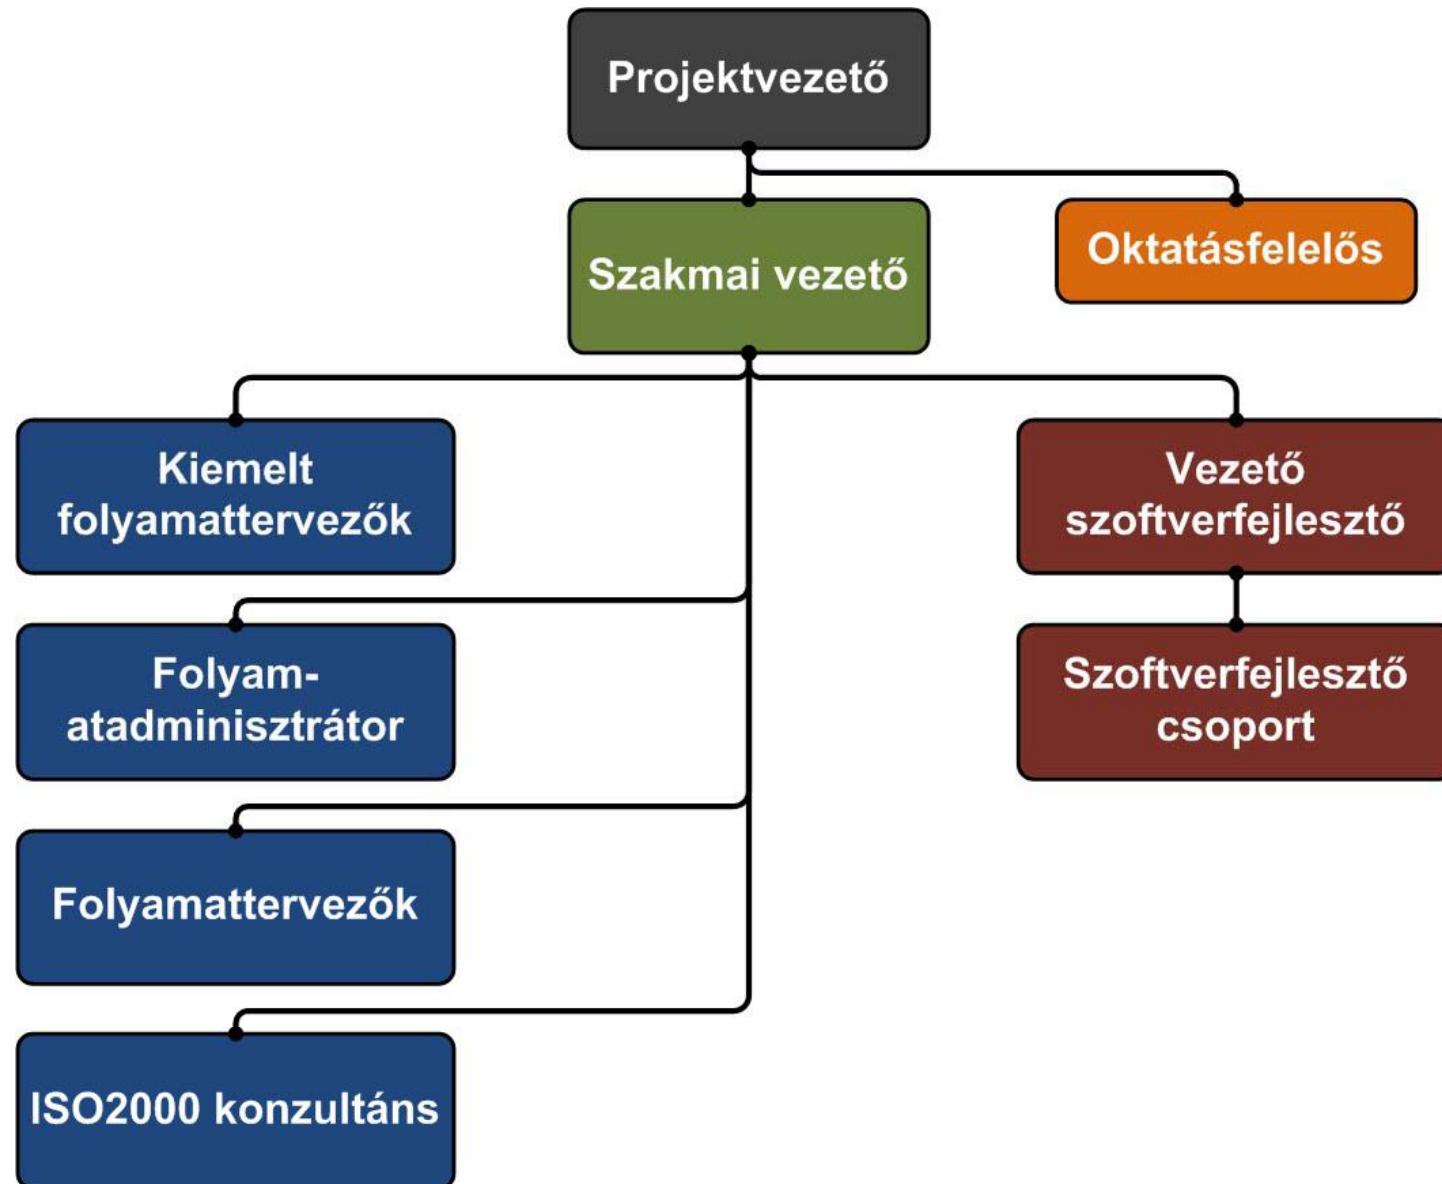 Projektvezető
Szakmai vezető
Oktatásfelelős
Kiemelt
folyamattervezők
Vezető
szoftverfejlesztő
Folyam-
atadminisztrátor
Szoftverfejlesztő
csoport
Folyamattervezők
ISO2000 konzultáns